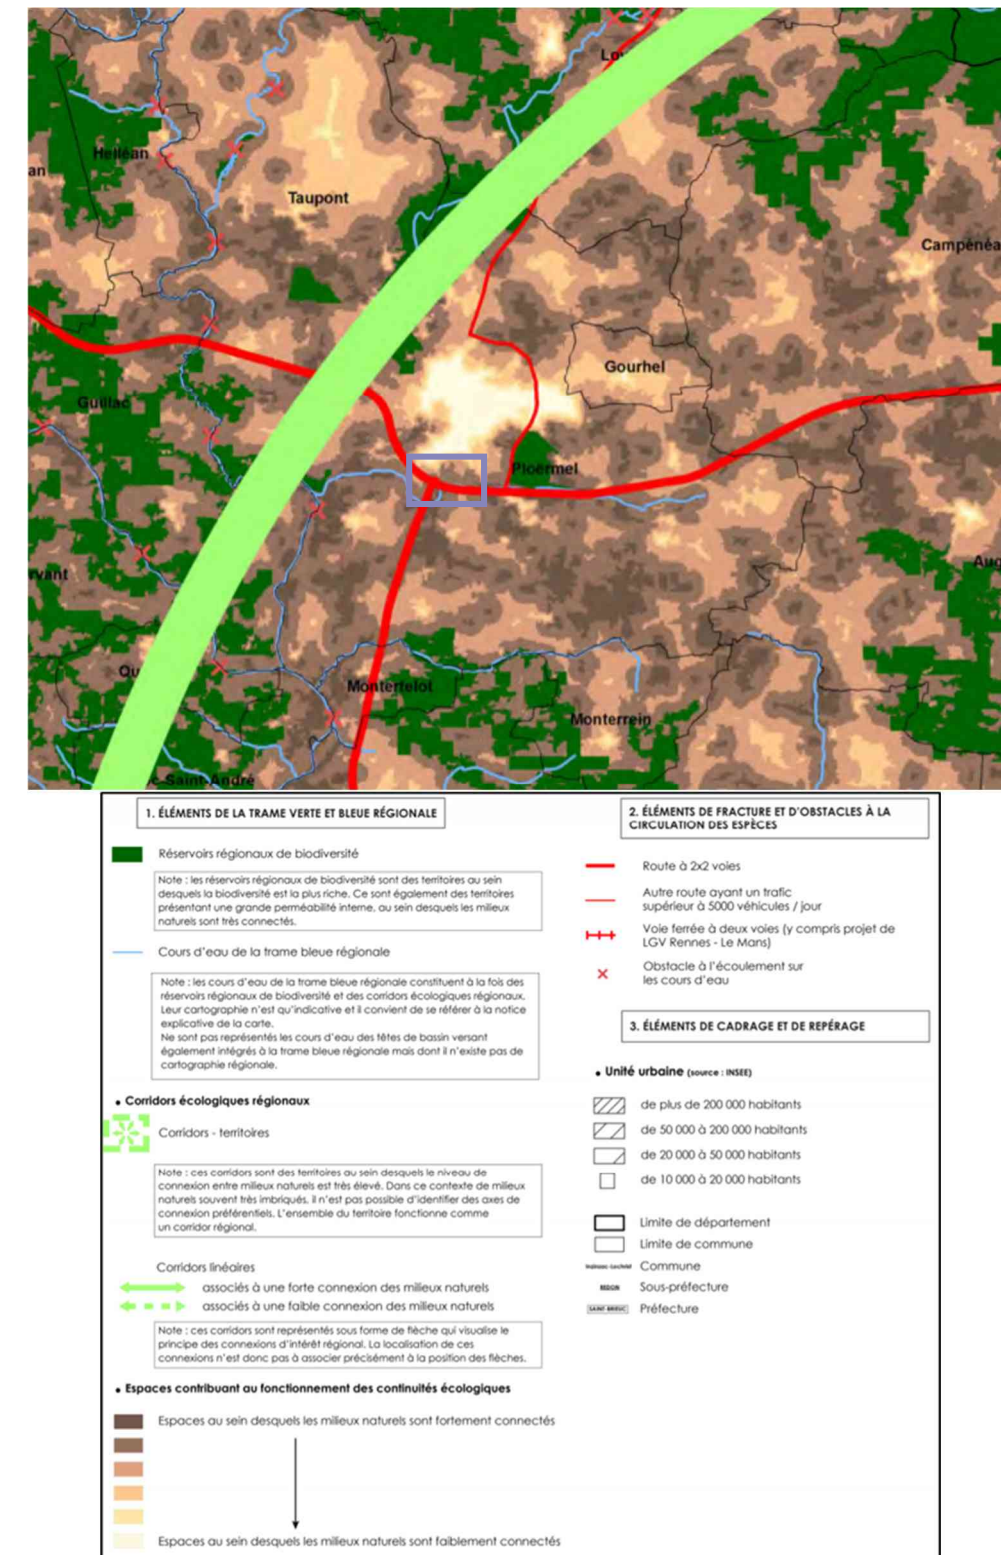 Lo
Helléan
an
Taupont
Campénéa
Gourhel
Guillac
Ploërmel
Aug
rvant
Qu
Monterrelot
Monterrein
c-Saint-André
1. ÉLÉMENTS DE LA TRAME VERTE ET BLEUE RÉGIONALE
Réservoirs régionaux de biodiversité
Note : les réservoirs régionaux de biodiversité sont des territoires au sein
desquels la biodiversité est la plus riche. Ce sont également des territoires
présentant une grande perméabilité interne, au sein desquels les milieux
naturels sont très connectés.
Cours d'eau de la trame bleue régionale
Note : les cours d'eau de la trame bleue régionale constituent à la fois des
réservoirs régionaux de biodiversité et des corridors écologiques régionaux.
Leur cartographie n'est qu'indicative et il convient de se référer à la notice
explicative de la carte.
Ne sont pas représentés les cours d'eau des têtes de bassin versant
également intégrés à la trame bleue régionale mais dont il n'existe pas de
cartographie régionale.
• Corridors écologiques régionaux
Corridors - territoires
Note : ces corridors sont des territoires au sein desquels le niveau de
connexion entre milieux naturels est très élevé. Dans ce contexte de milieux
naturels souvent très imbriqués, il n'est pas possible d'identifier des axes de
connexion préférentiels. L'ensemble du territoire fonctionne comme
un corridor régional.
Corridors linéaires
associés à une forte connexion des milieux naturels
associés à une faible connexion des milieux naturels
Note : ces corridors sont représentés sous forme de flèche qui visualise le
principe des connexions d'intérêt régional. La localisation de ces
connexions n'est donc pas à associer précisément à la position des flèches.
• Espaces contribuant au fonctionnement des continuités écologiques
Espaces au sein desquels les milieux naturels sont fortement connectés
Espaces au sein desquels les milieux naturels sont faiblement connectés
2. ÉLÉMENTS DE FRACTURE ET D'OBSTACLES À LA
CIRCULATION DES ESPÈCES
Route à 2x2 voies
Autre route ayant un trafic
supérieur à 5000 véhicules / jour
Voie ferrée à deux voies (y compris projet de
LGV Rennes - Le Mans)
Obstacle à l'écoulement sur
les cours d'eau
3. ÉLÉMENTS DE CADRAGE ET DE REPÉRAGE
• Unité urbaine (source : INSEE)
de plus de 200 000 habitants
de 50 000 à 200 000 habitants
de 20 000 à 50 000 habitants
de 10 000 à 20 000 habitants
Limite de département
Limite de commune
Commune
REDON Sous-préfecture
SAINT-BRIEUC Préfecture